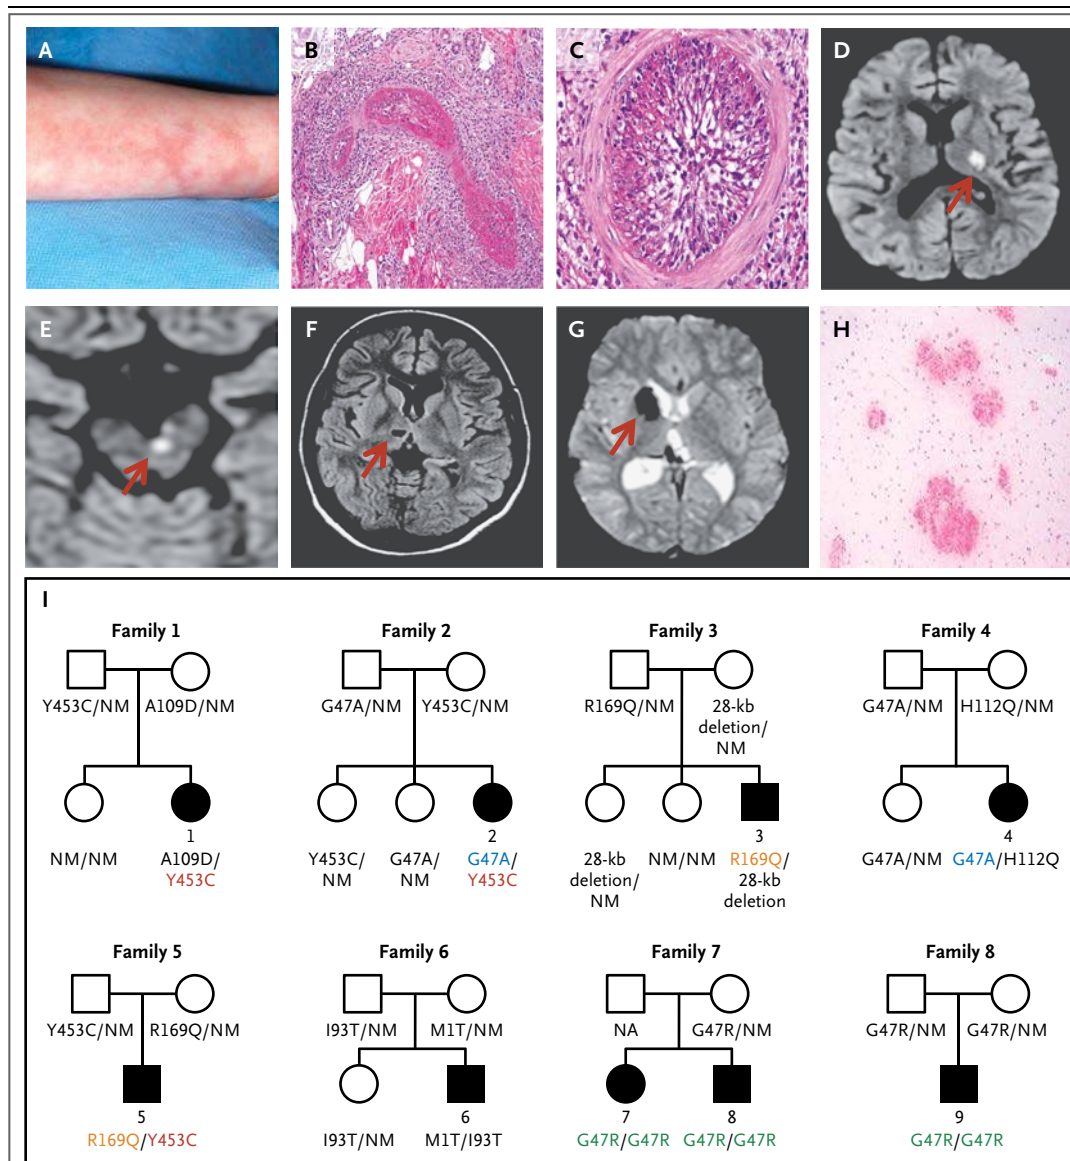 A
B
C
D
E
F
G
H
I
Family 1
Family 2
Family 3
Family 4
Y453C/NM
A109D/NM
G47A/NM
Y453C/NM
R169Q/NM
28-kb
deletion/
NM
G47A/NM
H112Q/NM
1
2
3
4
NM/NM
A109D/
Y453C
Y453C/
NM
G47A/
NM
G47A/
Y453C
28-kb
deletion/
NM
NM/NM
R169Q/
28-kb
deletion
G47A/NM
G47A/H112Q
Family 5
Family 6
Family 7
Family 8
Y453C/NM
R169Q/NM
I93T/NM
M1T/NM
NA
G47R/NM
G47R/NM
G47R/NM
5
6
7
8
9
R169Q/Y453C
I93T/NM
M1T/I93T
G47R/G47R
G47R/G47R
G47R/G47R